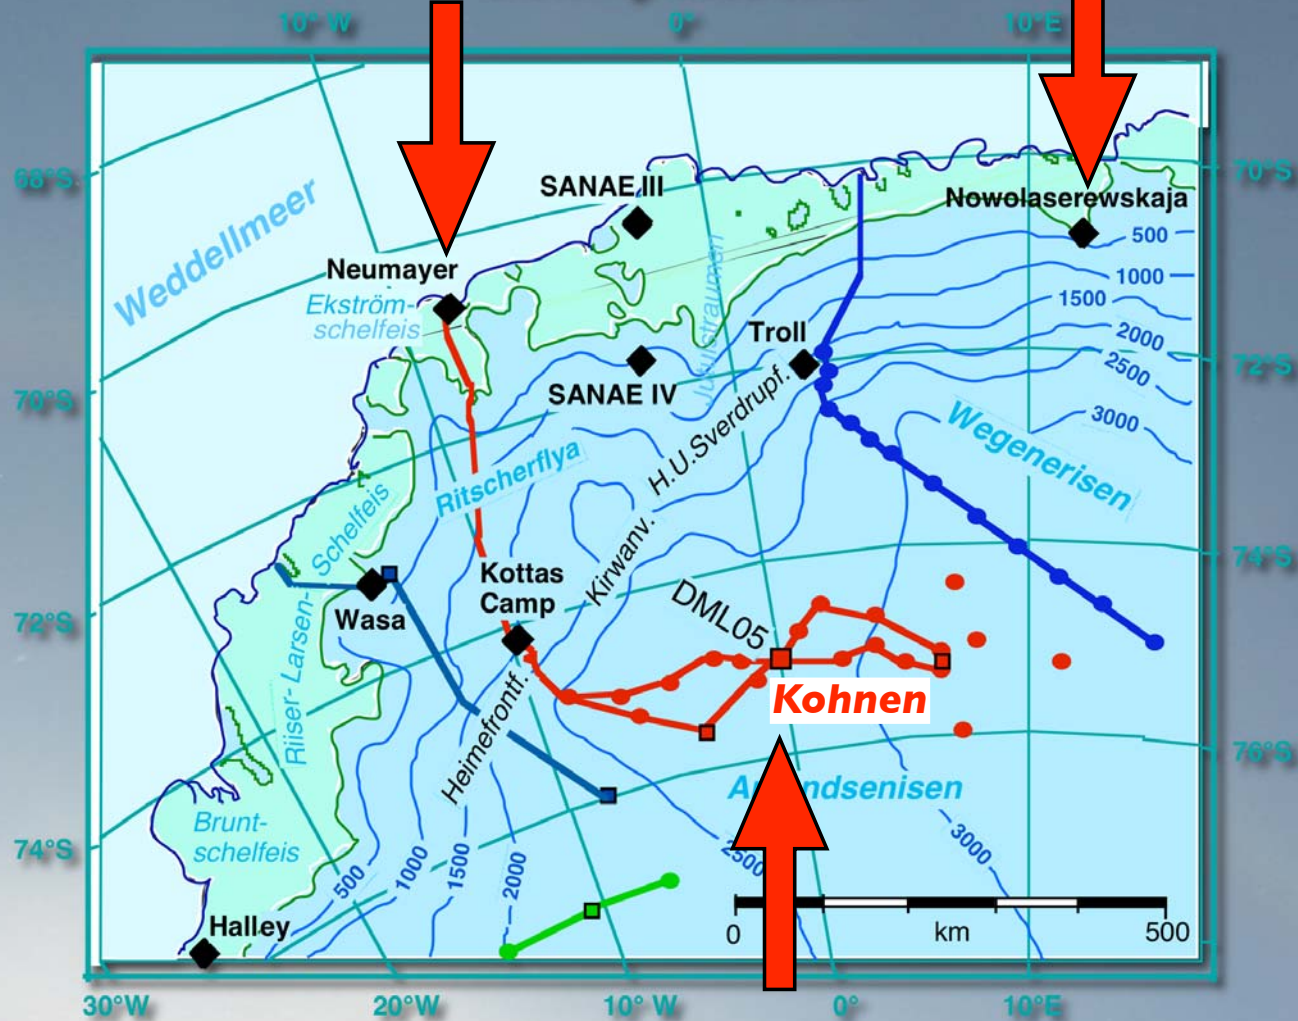 10° W
0°
10°E
68°S
70°S
SANAE III
Nowolaserewskaja
Weddellmeer
500
Neumayer
1000
Ekström-
schelfeis
1500
Jutulstraumen
Troll
2000
72°S
2500
70°S
SANAE IV
H.U.Sverdrupf.
3000
Wegenerisen
Ritscherflya
Schelfeis
Kirwanv.
74°S
Kottas
Camp
DML05
Wasa
72°S
Riiser-Larsen-
Kohnen
Heimefrontf.
76°S
Brunt-
schelfeis
74°S
500
1000
1500
2000
2500
3000
Halley
0
km
500
30°W
20°W
10°W
0°
10°E